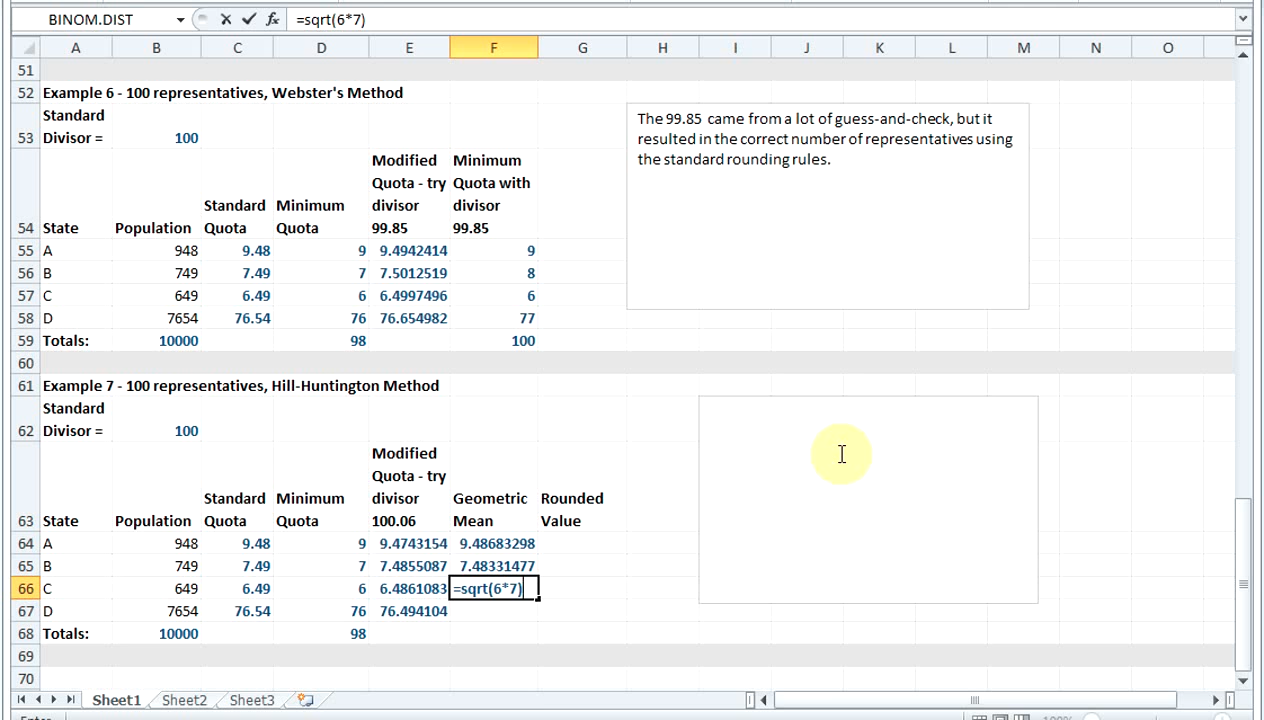 BINOM.DIST =sqrt(6*7)
A B C D E F G H I J K L M N O
51
52 Example 6 - 100 representatives, Webster's Method
Standard
53 Divisor = 100
The 99.85 came from a lot of guess-and-check, but it
resulted in the correct number of representatives using
the standard rounding rules.
Modified Minimum
Quota - try Quota with
Standard Minimum divisor divisor
54 State Population Quota Quota 99.85 99.85
55 A 948 9.48 9 9.4942414 9
56 B 749 7.49 7 7.5012519 8
57 C 649 6.49 6 6.4997496 6
58 D 7654 76.54 76 76.654982 77
59 Totals: 10000 98 100
60
61 Example 7 - 100 representatives, Hill-Huntington Method
Standard
62 Divisor = 100
Modified
Quota - try
Standard Minimum divisor Geometric Rounded
63 State Population Quota Quota 100.06 Mean Value
64 A 948 9.48 9 9.4743154 9.48683298
65 B 749 7.49 7 7.4855087 7.48331477
66 C 649 6.49 6 6.4861083 =sqrt(6*7)
67 D 7654 76.54 76 76.494104
68 Totals: 10000 98
69
70
Sheet1 Sheet2 Sheet3